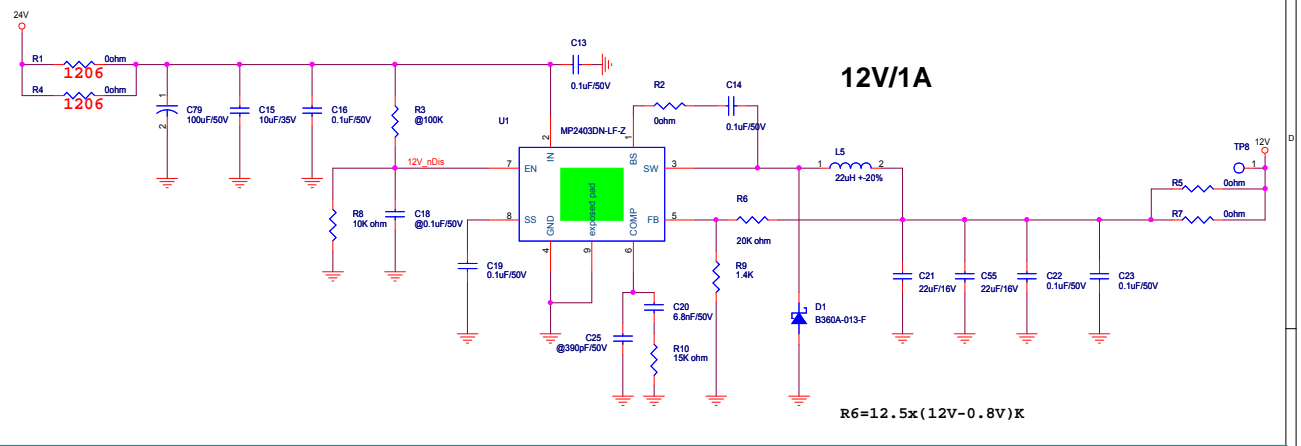 24V
R1 0ohm
1206
R4 0ohm
1206
C79
100uF/50V
1
2
C15
10uF/35V
C16
0.1uF/50V
R3
@100K
C13
0.1uF/50V
12V/1A
R2
0ohm
C14
0.1uF/50V
U1
MP2403DN-LF-Z
2
IN
1
BS
12V_nDis
7
EN
3
SW
8
SS
5
FB
4
GND
9
exposed pad
6
COMP
R8
10K ohm
C18
@0.1uF/50V
C19
0.1uF/50V
L5
1
2
22uH +-20%
R6
20K ohm
R9
1.4K
C20
6.8nF/50V
C25
@390pF/50V
R10
15K ohm
D1
B360A-013-F
C21
22uF/16V
C55
22uF/16V
C22
0.1uF/50V
C23
0.1uF/50V
R5 0ohm
R7 0ohm
TP8
1
12V
D
R6=12.5x(12V-0.8V)K